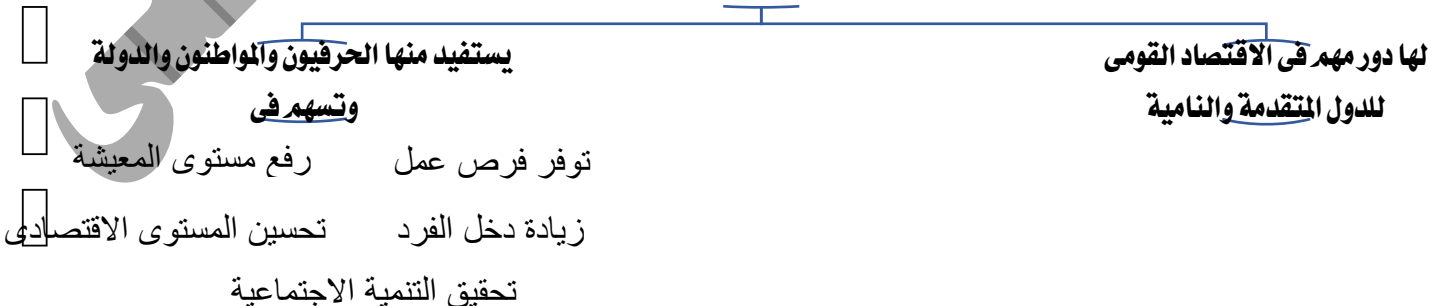 لها دور مهم فى الاقتصاد القومى
للدول المتقدمة والنامية
يستفيد منها الحرفيون والمواطنون والدولة
وتسهم فى
توفر فرص عمل رفع مستوى المعيشة
زيادة دخل الفرد تحسين المستوى الاقتصادى
تحقيق التنمية الاجتماعية